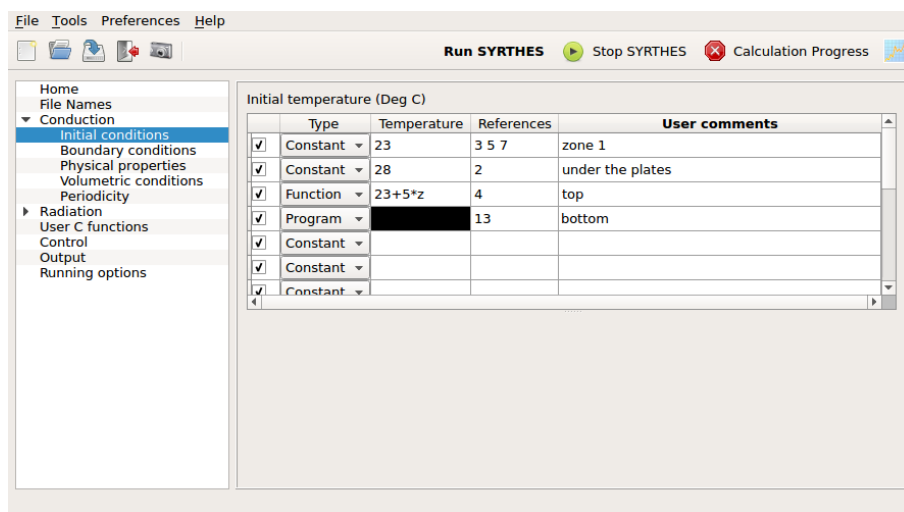 File Tools Preferences Help
Run SYRTHES Stop SYRTHES Calculation Progress
Home
File Names
Conduction
Initial conditions
Boundary conditions
Physical properties
Volumetric conditions
Periodicity
Radiation
User C functions
Control
Output
Running options
Initial temperature (Deg C)
Type Temperature References User comments
Constant 23 3 5 7 zone 1
Constant 28 2 under the plates
Function 23+5*z 4 top
Program 13 bottom
Constant
Constant
Constant